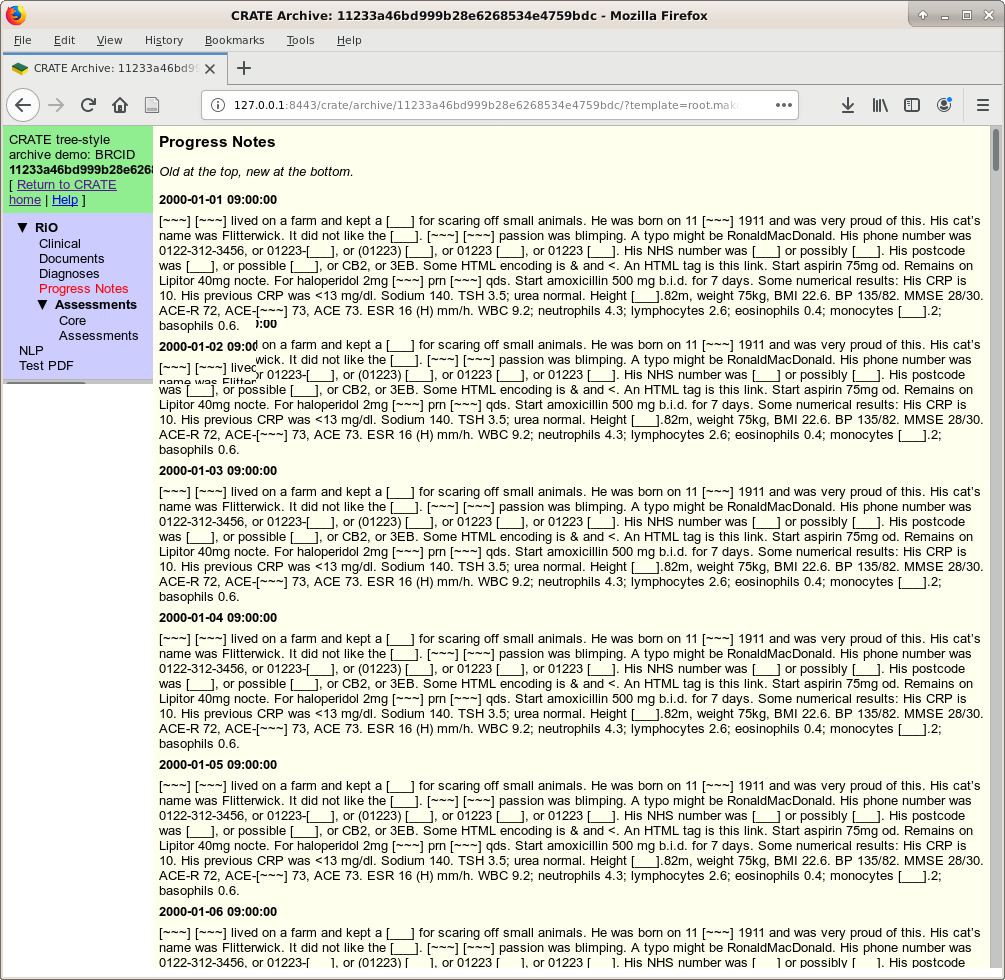 CRATE Archive: 11233a46bd999b28e6268534e4759bdc - Mozilla Firefox
File Edit View History Bookmarks Tools Help
CRATE Archive: 11233a46bd99
127.0.0.1:8443/crate/archive/11233a46bd999b28e6268534e4759bdc/?template=root.mak
CRATE tree-style
archive demo: BRCID
11233a46bd999b28e6268
[ Return to CRATE
home | Help ]
▼ RiO
Clinical
Documents
Diagnoses
Progress Notes
▼ Assessments
Core
Assessments
NLP
Test PDF
Progress Notes
Old at the top, new at the bottom.
2000-01-01 09:00:00
[~~~] [~~~] lived on a farm and kept a [___] for scaring off small animals. He was born on 11 [~~~] 1911 and was very proud of this. His cat's
name was Flitterwick. It did not like the [___]. [~~~] [~~~] passion was blimping. A typo might be RonaldMacDonald. His phone number was
0122-312-3456, or 01223-[___], or (01223) [___], or 01223 [___], or 01223 [___]. His NHS number was [___] or possibly [___]. His postcode
was [___], or possible [___], or CB2, or 3EB. Some HTML encoding is & and <. An HTML tag is this link. Start aspirin 75mg od. Remains on
Lipitor 40mg nocte. For haloperidol 2mg [~~~] prn [~~~] qds. Start amoxicillin 500 mg b.i.d. for 7 days. Some numerical results: His CRP is
10. His previous CRP was <13 mg/dl. Sodium 140. TSH 3.5; urea normal. Height [___].82m, weight 75kg, BMI 22.6. BP 135/82. MMSE 28/30.
ACE-R 72, ACE-[~~~] 73, ACE 73. ESR 16 (H) mm/h. WBC 9.2; neutrophils 4.3; lymphocytes 2.6; eosinophils 0.4; monocytes [___].2;
basophils 0.6. :00
2000-01-02 09:00 on a farm and kept a [___] for scaring off small animals. He was born on 11 [~~~] 1911 and was very proud of this. His cat's
wick. It did not like the [___]. [~~~] [~~~] passion was blimping. A typo might be RonaldMacDonald. His phone number was
[~~~] [~~~] lived or 01223-[___], or (01223) [___], or 01223 [___], or 01223 [___]. His NHS number was [___] or possibly [___]. His postcode
name was Flitter
was [___], or possible [___], or CB2, or 3EB. Some HTML encoding is & and <. An HTML tag is this link. Start aspirin 75mg od. Remains on
Lipitor 40mg nocte. For haloperidol 2mg [~~~] prn [~~~] qds. Start amoxicillin 500 mg b.i.d. for 7 days. Some numerical results: His CRP is
10. His previous CRP was <13 mg/dl. Sodium 140. TSH 3.5; urea normal. Height [___].82m, weight 75kg, BMI 22.6. BP 135/82. MMSE 28/30.
ACE-R 72, ACE-[~~~] 73, ACE 73. ESR 16 (H) mm/h. WBC 9.2; neutrophils 4.3; lymphocytes 2.6; eosinophils 0.4; monocytes [___].2;
basophils 0.6.
2000-01-03 09:00:00
[~~~] [~~~] lived on a farm and kept a [___] for scaring off small animals. He was born on 11 [~~~] 1911 and was very proud of this. His cat's
name was Flitterwick. It did not like the [___]. [~~~] [~~~] passion was blimping. A typo might be RonaldMacDonald. His phone number was
0122-312-3456, or 01223-[___], or (01223) [___], or 01223 [___], or 01223 [___]. His NHS number was [___] or possibly [___]. His postcode
was [___], or possible [___], or CB2, or 3EB. Some HTML encoding is & and <. An HTML tag is this link. Start aspirin 75mg od. Remains on
Lipitor 40mg nocte. For haloperidol 2mg [~~~] prn [~~~] qds. Start amoxicillin 500 mg b.i.d. for 7 days. Some numerical results: His CRP is
10. His previous CRP was <13 mg/dl. Sodium 140. TSH 3.5; urea normal. Height [___].82m, weight 75kg, BMI 22.6. BP 135/82. MMSE 28/30.
ACE-R 72, ACE-[~~~] 73, ACE 73. ESR 16 (H) mm/h. WBC 9.2; neutrophils 4.3; lymphocytes 2.6; eosinophils 0.4; monocytes [___].2;
basophils 0.6.
2000-01-04 09:00:00
[~~~] [~~~] lived on a farm and kept a [___] for scaring off small animals. He was born on 11 [~~~] 1911 and was very proud of this. His cat's
name was Flitterwick. It did not like the [___]. [~~~] [~~~] passion was blimping. A typo might be RonaldMacDonald. His phone number was
0122-312-3456, or 01223-[___], or (01223) [___], or 01223 [___], or 01223 [___]. His NHS number was [___] or possibly [___]. His postcode
was [___], or possible [___], or CB2, or 3EB. Some HTML encoding is & and <. An HTML tag is this link. Start aspirin 75mg od. Remains on
Lipitor 40mg nocte. For haloperidol 2mg [~~~] prn [~~~] qds. Start amoxicillin 500 mg b.i.d. for 7 days. Some numerical results: His CRP is
10. His previous CRP was <13 mg/dl. Sodium 140. TSH 3.5; urea normal. Height [___].82m, weight 75kg, BMI 22.6. BP 135/82. MMSE 28/30.
ACE-R 72, ACE-[~~~] 73, ACE 73. ESR 16 (H) mm/h. WBC 9.2; neutrophils 4.3; lymphocytes 2.6; eosinophils 0.4; monocytes [___].2;
basophils 0.6.
2000-01-05 09:00:00
[~~~] [~~~] lived on a farm and kept a [___] for scaring off small animals. He was born on 11 [~~~] 1911 and was very proud of this. His cat's
name was Flitterwick. It did not like the [___]. [~~~] [~~~] passion was blimping. A typo might be RonaldMacDonald. His phone number was
0122-312-3456, or 01223-[___], or (01223) [___], or 01223 [___], or 01223 [___]. His NHS number was [___] or possibly [___]. His postcode
was [___], or possible [___], or CB2, or 3EB. Some HTML encoding is & and <. An HTML tag is this link. Start aspirin 75mg od. Remains on
Lipitor 40mg nocte. For haloperidol 2mg [~~~] prn [~~~] qds. Start amoxicillin 500 mg b.i.d. for 7 days. Some numerical results: His CRP is
10. His previous CRP was <13 mg/dl. Sodium 140. TSH 3.5; urea normal. Height [___].82m, weight 75kg, BMI 22.6. BP 135/82. MMSE 28/30.
ACE-R 72, ACE-[~~~] 73, ACE 73. ESR 16 (H) mm/h. WBC 9.2; neutrophils 4.3; lymphocytes 2.6; eosinophils 0.4; monocytes [___].2;
basophils 0.6.
2000-01-06 09:00:00
[~~~] [~~~] lived on a farm and kept a [___] for scaring off small animals. He was born on 11 [~~~] 1911 and was very proud of this. His cat's
name was Flitterwick. It did not like the [___]. [~~~] [~~~] passion was blimping. A typo might be RonaldMacDonald. His phone number was
0122-312-3456, or 01223-[___], or (01223) [___], or 01223 [___], or 01223 [___]. His NHS number was [___] or possibly [___]. His postcode